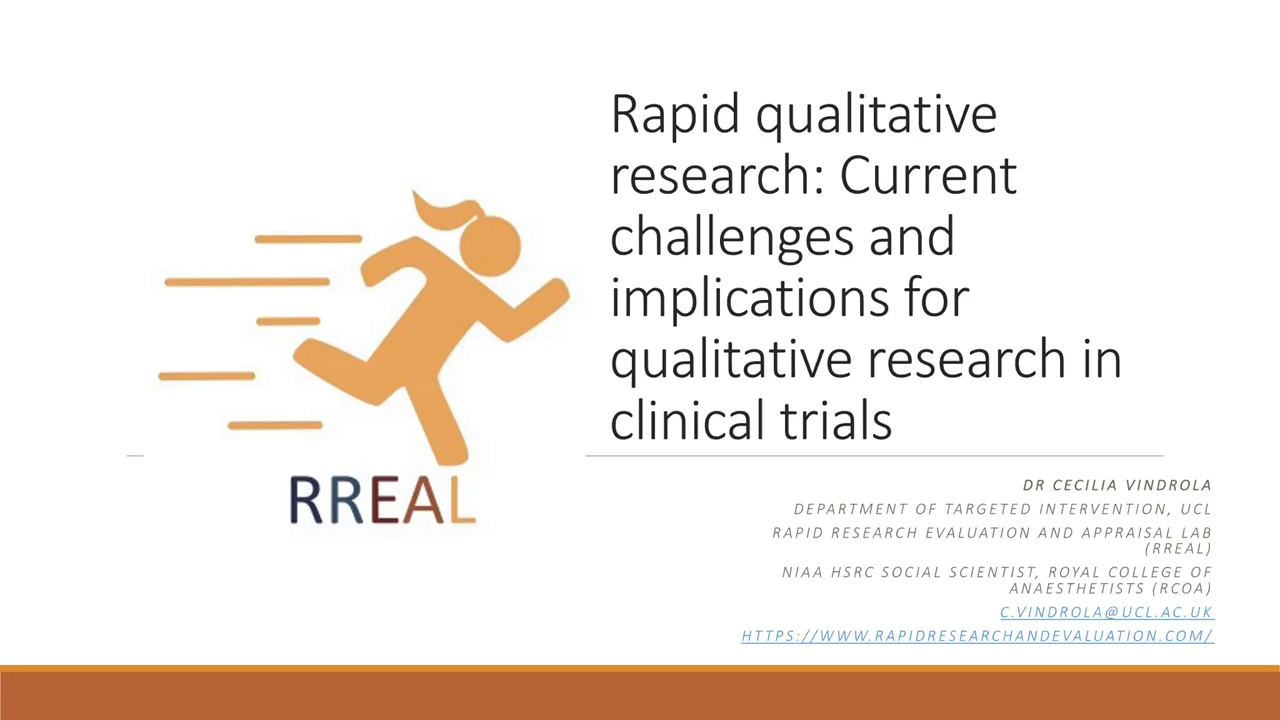 Rapid qualitative
research: Current
challenges and
implications for
qualitative research in
clinical trials
RREAL
DR CECILIA VINDROLA
DEPARTMENT OF TARGETED INTERVENTION, UCL
RAPID RESEARCH EVALUATION AND APPRAISAL LAB
(RREAL)
NIAA HSRC SOCIAL SCIENTIST, ROYAL COLLEGE OF
ANAESTHETISTS (RCOA)
C.VINDROLA@UCL.AC.UK
HTTPS://WWW.RAPIDRESEARCHANDEVALUATION.COM/